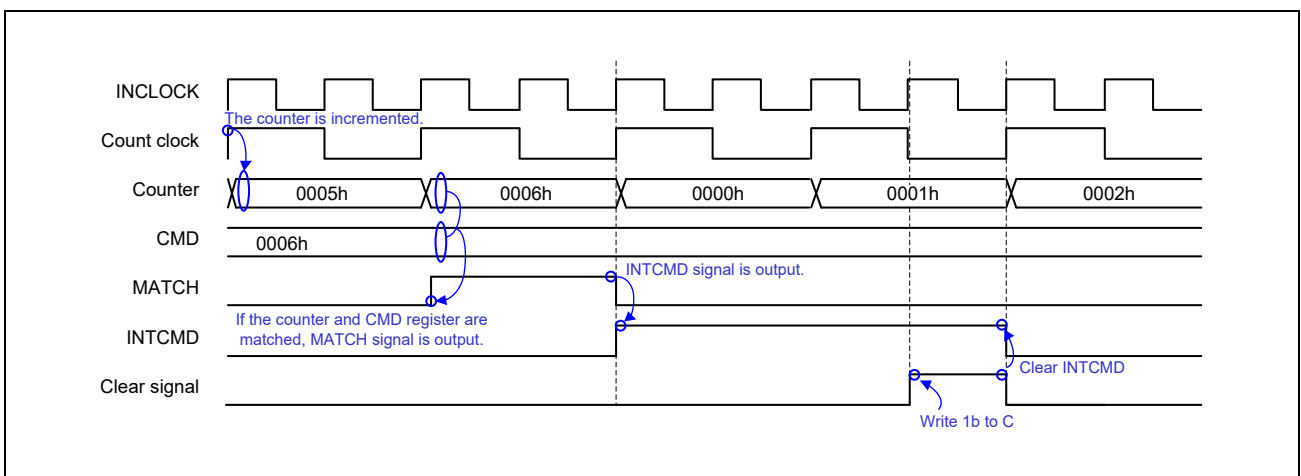 INCLOCK
The counter is incremented.
Count clock
Counter 0005h 0006h 0000h 0001h 0002h
CMD 0006h
INTCMD signal is output.
MATCH
If the counter and CMD register are
matched, MATCH signal is output.
INTCMD
Clear INTCMD
Clear signal
Write 1b to C